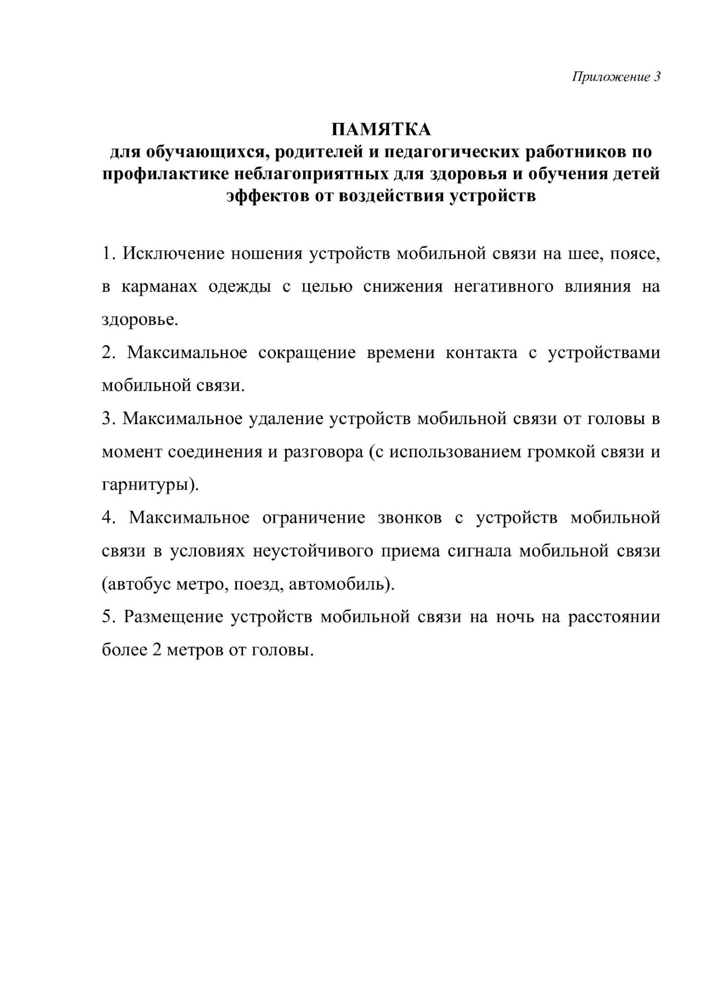 Приложение 3
ПАМЯТКА
для обучающихся, родителей и педагогических работников по
профилактике неблагоприятных для здоровья и обучения детей
эффектов от воздействия устройств
1. Исключение ношения устройств мобильной связи на шее, поясе,
в карманах одежды с целью снижения негативного влияния на
здоровье.
2. Максимальное сокращение времени контакта с устройствами
мобильной связи.
3. Максимальное удаление устройств мобильной связи от головы в
момент соединения и разговора (с использованием громкой связи и
гарнитуры).
4. Максимальное ограничение звонков с устройств мобильной
связи в условиях неустойчивого приема сигнала мобильной связи
(автобус метро, поезд, автомобиль).
5. Размещение устройств мобильной связи на ночь на расстоянии
более 2 метров от головы.